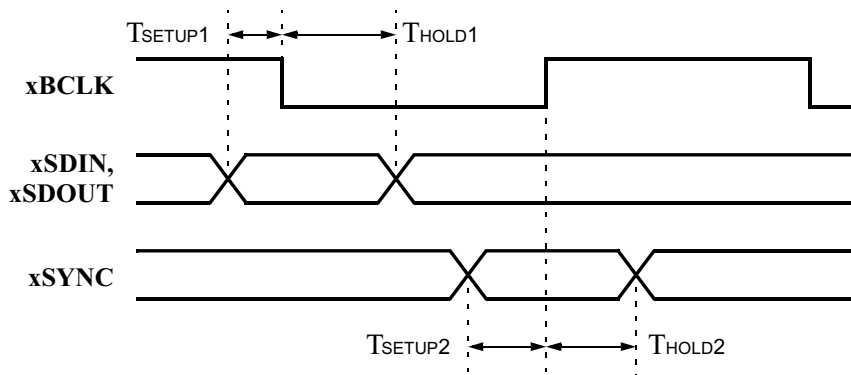 TSETUP1
THOLD1
xBCLK
xSDIN,
xSDOUT
xSYNC
TSETUP2
THOLD2